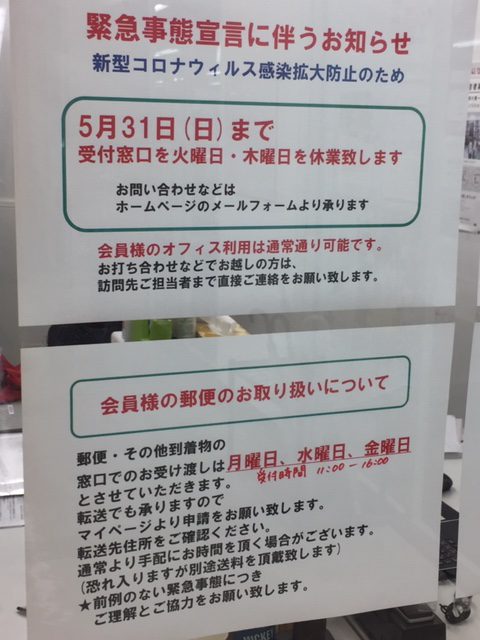 緊急事態宣言に伴うお知らせ
新型コロナウィルス感染拡大防止のため
5月31日(日)まで
受付窓口を火曜日・木曜日を休業致します
お問い合わせなどは
ホームページのメールフォームより承ります
会員様のオフィス利用は通常通り可能です。
お打ち合わせなどでお越しの方は、
訪問先ご担当者まで直接ご連絡をお願い致します。
会員様の郵便のお取り扱いについて
郵便・その他到着物の
窓口でのお受け渡しは月曜日、水曜日、金曜日
受付時間 11:00-16:00
とさせていただきます。
転送でも承りますので
マイページより申請をお願い致します。
転送先住所をご確認ください。
通常より手配にお時間を頂く場合がございます。
(恐れ入りますが別途送料を頂戴致します)
★前例のない緊急事態につき
ご理解とご協力をお願い致します。